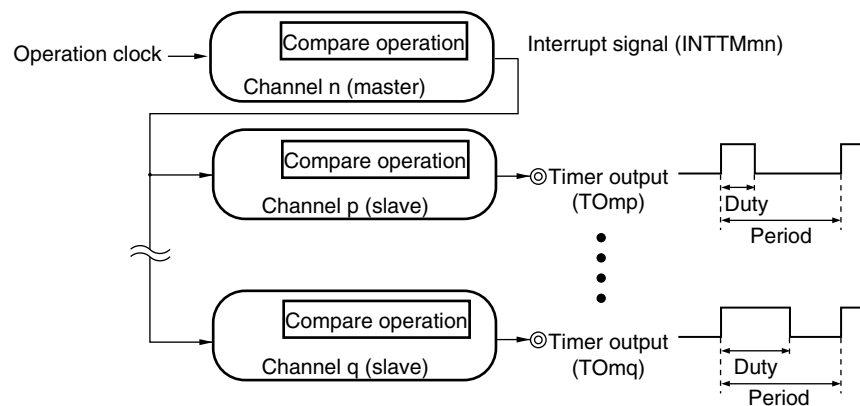 Compare operation
Operation clock
Interrupt signal (INTTMmn)
Channel n (master)
Compare operation
Timer output
(TOmp)
Channel p (slave)
Duty
Period
Compare operation
Timer output
(TOmq)
Channel q (slave)
Duty
Period